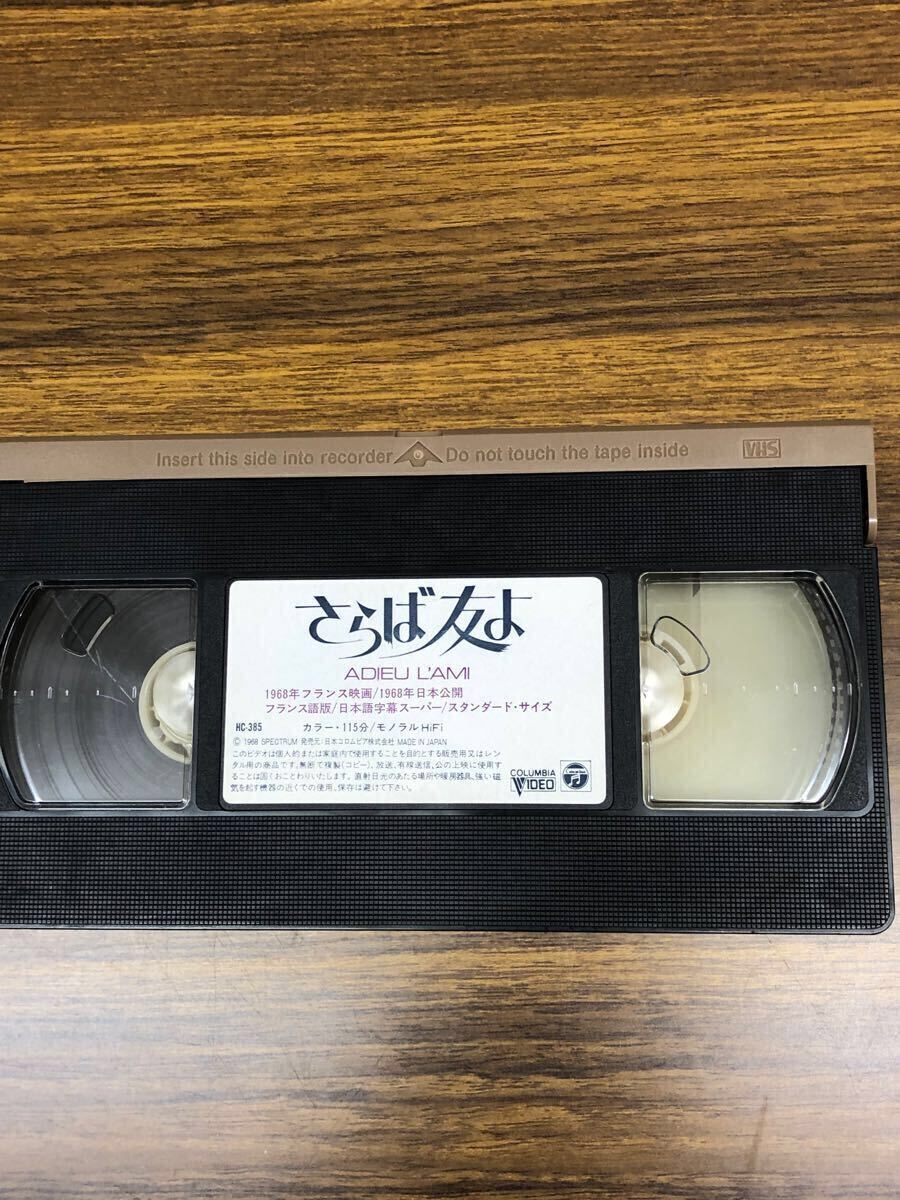 Insert this side into recorder Do not touch the tape inside VHS
さらば友よ
ADIEU L'AMI
1968年フランス映画/1968年日本公開
フランス語版/日本語字幕スーパー/スタンダード・サイズ
HC-385 カラー・115分/モノラルHiFi
Ⓒ 1968 SPECTRUM 発売元:日本コロムビア株式会社 MADE IN JAPAN
このビデオは個人的または家庭内で使用することを目的とする販売用又はレン
タル用の商品です;無断で複製(コピー)、放送、有線送信、公の上映に使用す
ることは固くおことわりいたします。直射日光のあたる場所や暖房器具、強い磁
気を起す機器の近くでの使用、保存は避けて下さい。
COLUMBIA
VIDEO